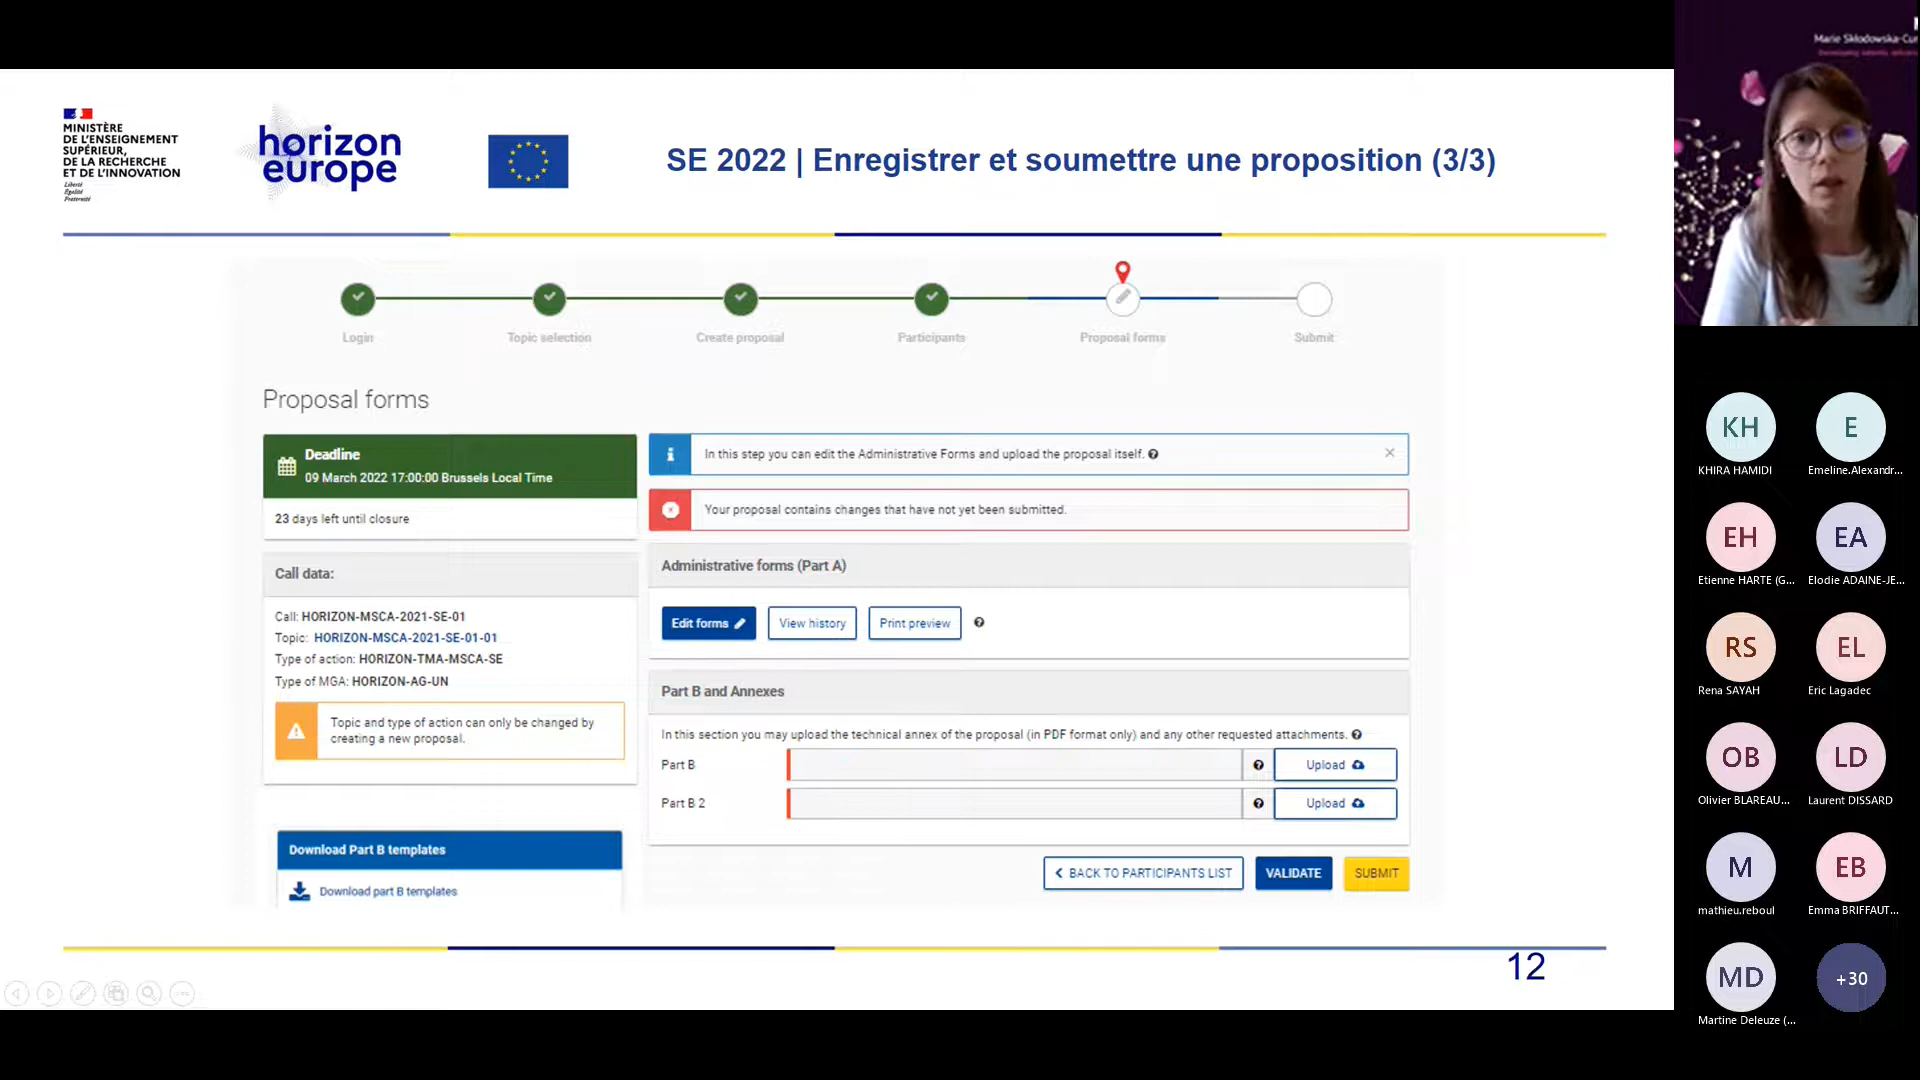 MINISTÈRE
DE L'ENSEIGNEMENT
SUPÉRIEUR,
DE LA RECHERCHE
ET DE L'INNOVATION
Liberté
Égalité
Fraternité
horizon
europe
SE 2022 | Enregistrer et soumettre une proposition (3/3)
Login
Topic selection
Create proposal
Participants
Proposal forms
Submit
Proposal forms
Deadline
09 March 2022 17:00:00 Brussels Local Time
23 days left until closure
Call data:
Call: HORIZON-MSCA-2021-SE-01
Topic: HORIZON-MSCA-2021-SE-01-01
Type of action: HORIZON-TMA-MSCA-SE
Type of MGA: HORIZON-AG-UN
Topic and type of action can only be changed by
creating a new proposal.
Download Part B templates
Download part B templates
In this step you can edit the Administrative Forms and upload the proposal itself.
Your proposal contains changes that have not yet been submitted.
Administrative forms (Part A)
Edit forms
View history
Print preview
Part B and Annexes
In this section you may upload the technical annex of the proposal (in PDF format only) and any other requested attachments.
Part B
Upload
Part B 2
Upload
BACK TO PARTICIPANTS LIST
VALIDATE
SUBMIT
12
Marie Skłodowska-Cur
KH
KHIRA HAMIDI
E
Emeline.Alexandr...
EH
Etienne HARTE (G...
EA
Elodie ADAINE-JE...
RS
Rena SAYAH
EL
Eric Lagadec
OB
Olivier BLAREAU...
LD
Laurent DISSARD
M
mathieu.reboul
EB
Emma BRIFFAUT...
MD
Martine Deleuze (...
+30